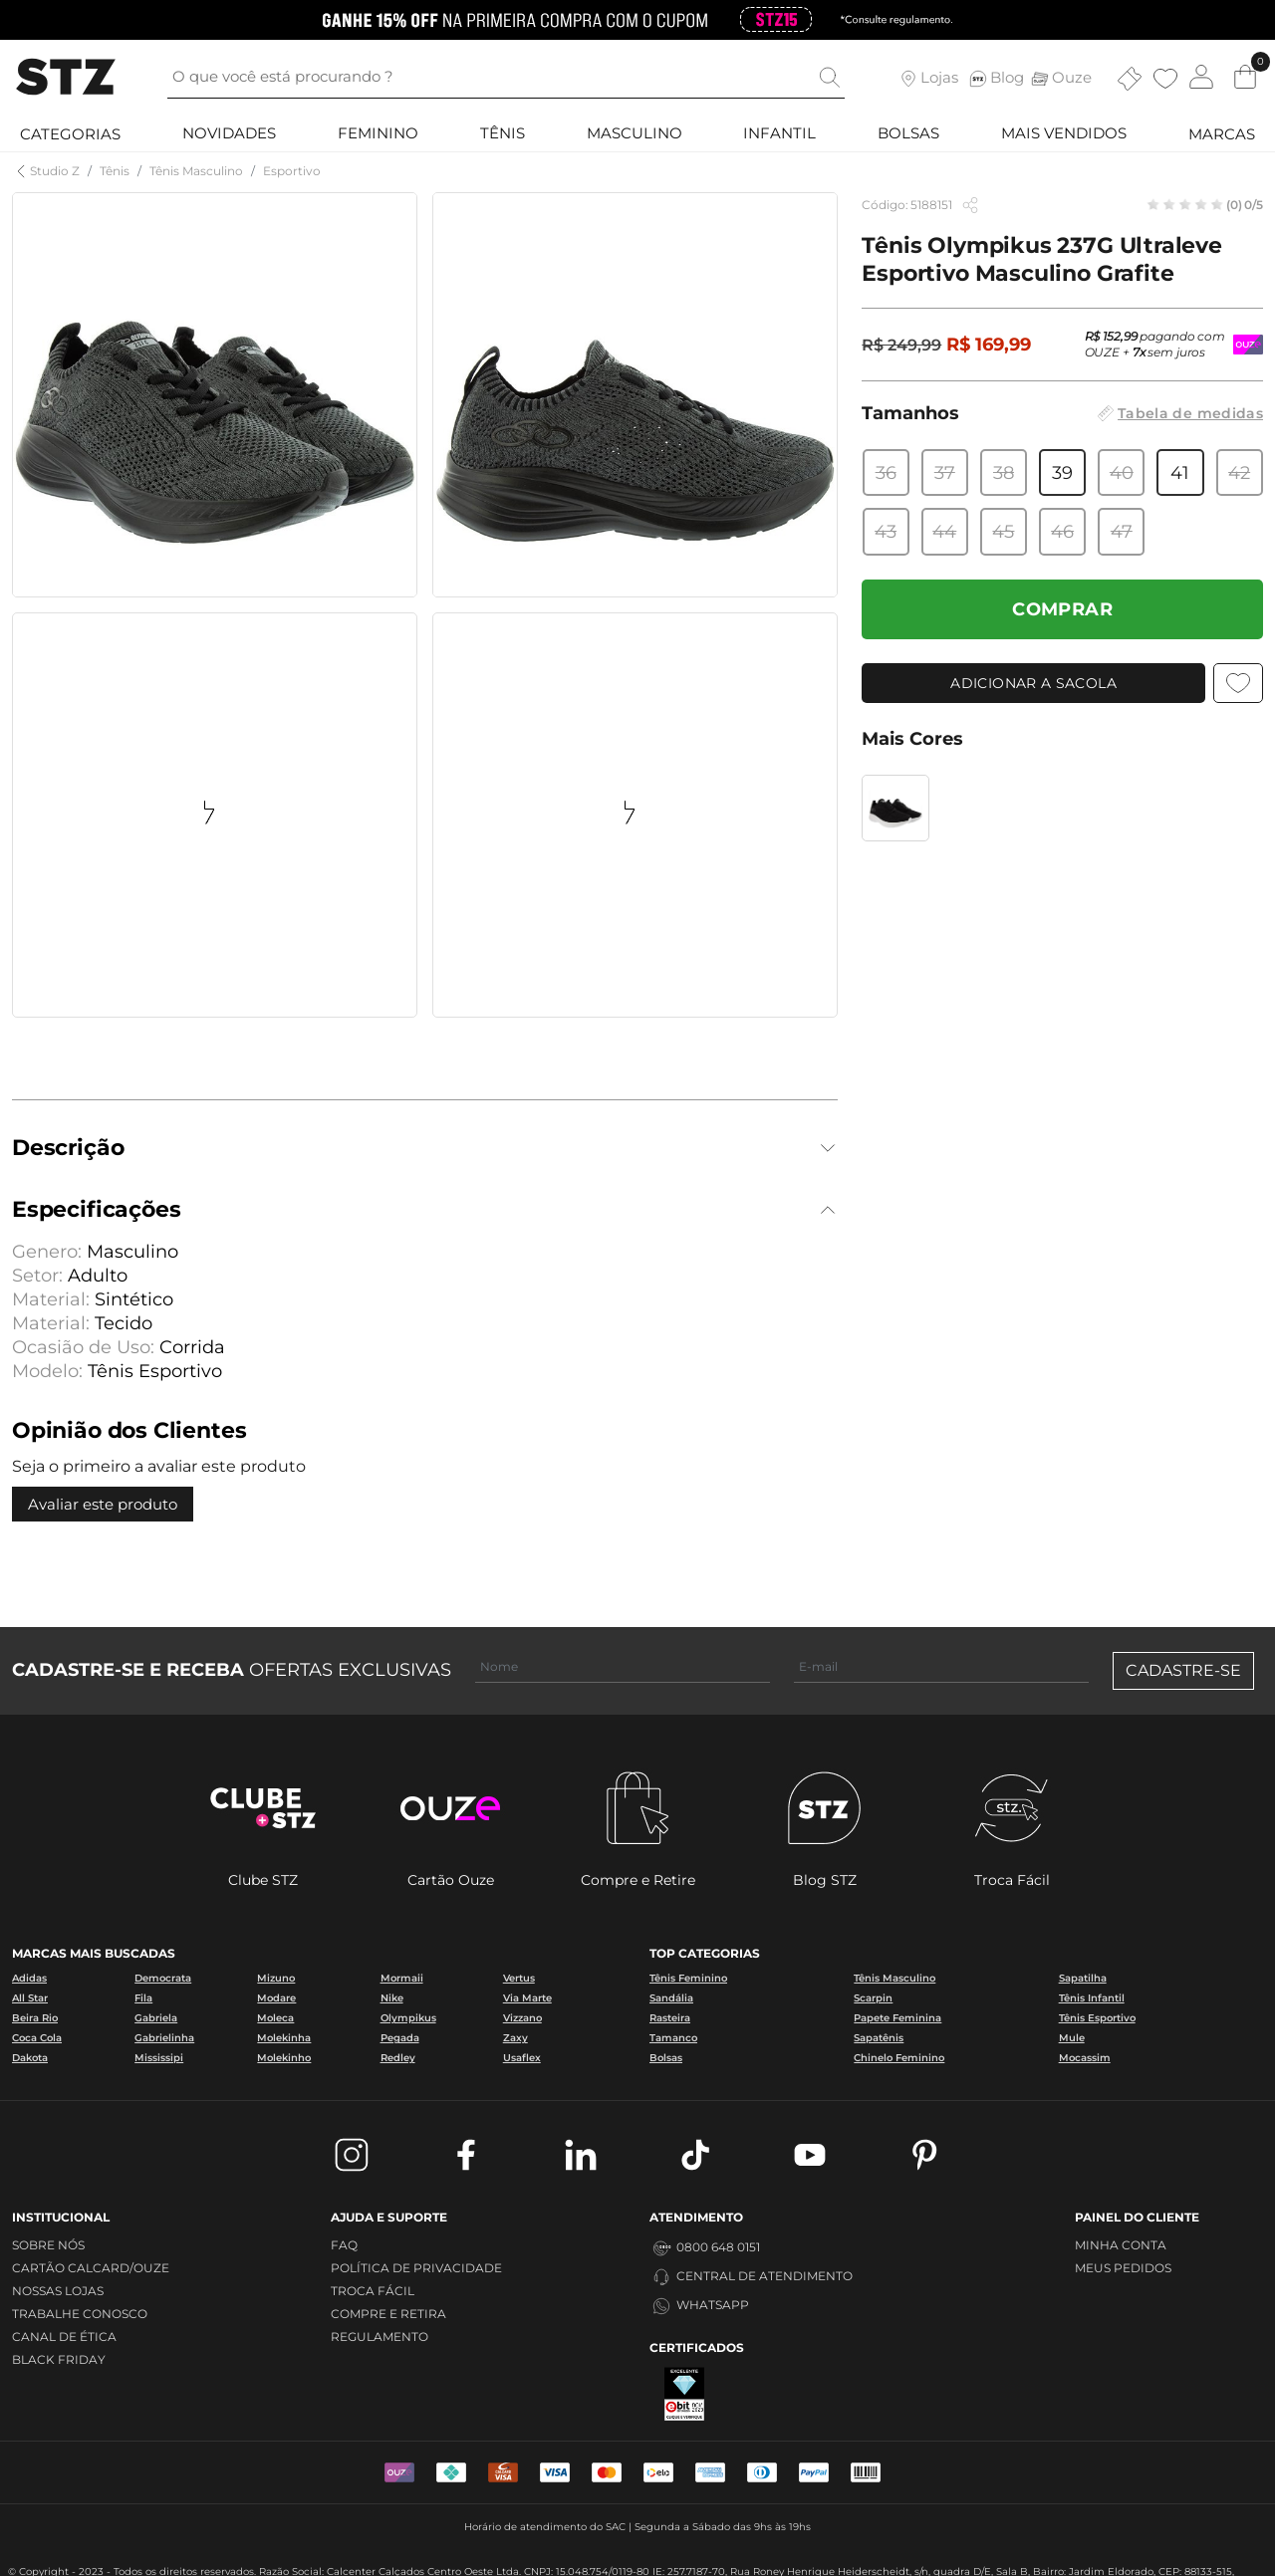 GANHE 15% OFF NA PRIMEIRA COMPRA COM O CUPOM STZ15 *Consulte regulamento.
STZ
O que você está procurando ?
Lojas
STZ Blog
Ouze
0
CATEGORIAS NOVIDADES FEMININO TÊNIS MASCULINO INFANTIL BOLSAS MAIS VENDIDOS MARCAS
Studio Z / Tênis / Tênis Masculino / Esportivo
Código: 5188151
(0) 0/5
Tênis Olympikus 237G Ultraleve
Esportivo Masculino Grafite
R$ 249,99 R$ 169,99
R$ 152,99 pagando com
OUZE + 7x sem juros
Tamanhos
Tabela de medidas
36 37 38 39 40 41 42
43 44 45 46 47
COMPRAR
ADICIONAR A SACOLA
Mais Cores
Descrição
Especificações
Genero: Masculino
Setor: Adulto
Material: Sintético
Material: Tecido
Ocasião de Uso: Corrida
Modelo: Tênis Esportivo
Opinião dos Clientes
Seja o primeiro a avaliar este produto
Avaliar este produto
CADASTRE-SE E RECEBA OFERTAS EXCLUSIVAS
Nome
E-mail
CADASTRE-SE
CLUBE
+STZ
ouze
STZ
stz.
Clube STZ
Cartão Ouze
Compre e Retire
Blog STZ
Troca Fácil
MARCAS MAIS BUSCADAS
Adidas Democrata Mizuno Mormaii Vertus
All Star Fila Modare Nike Via Marte
Beira Rio Gabriela Moleca Olympikus Vizzano
Coca Cola Gabrielinha Molekinha Pegada Zaxy
Dakota Mississipi Molekinho Redley Usaflex
TOP CATEGORIAS
Tênis Feminino Tênis Masculino Sapatilha
Sandália Scarpin Tênis Infantil
Rasteira Papete Feminina Tênis Esportivo
Tamanco Sapatênis Mule
Bolsas Chinelo Feminino Mocassim
INSTITUCIONAL
SOBRE NÓS
CARTÃO CALCARD/OUZE
NOSSAS LOJAS
TRABALHE CONOSCO
CANAL DE ÉTICA
BLACK FRIDAY
AJUDA E SUPORTE
FAQ
POLÍTICA DE PRIVACIDADE
TROCA FÁCIL
COMPRE E RETIRA
REGULAMENTO
ATENDIMENTO
0800 648 0151
CENTRAL DE ATENDIMENTO
WHATSAPP
CERTIFICADOS
EXCELENTE
ebit
PAINEL DO CLIENTE
MINHA CONTA
MEUS PEDIDOS
VISA
elo
PayPal
Horário de atendimento do SAC | Segunda a Sábado das 9hs às 19hs
© Copyright - 2023 - Todos os direitos reservados. Razão Social: Calcenter Calçados Centro Oeste Ltda. CNPJ: 15.048.754/0119-80 IE: 257.7187-70, Rua Roney Henrique Heiderscheidt, s/n, quadra D/E, Sala B, Bairro: Jardim Eldorado, CEP: 88133-515,